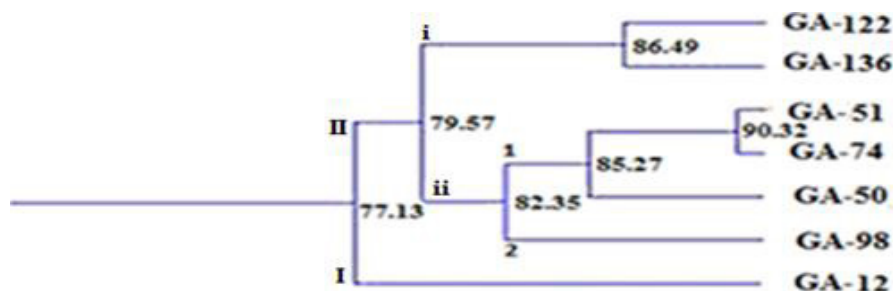 i
GA-122
86.49
GA-136
II
79.57
GA-51
90.32
GA-74
1
85.27
ii
82.35
GA-50
77.13
2
GA-98
I
GA-12